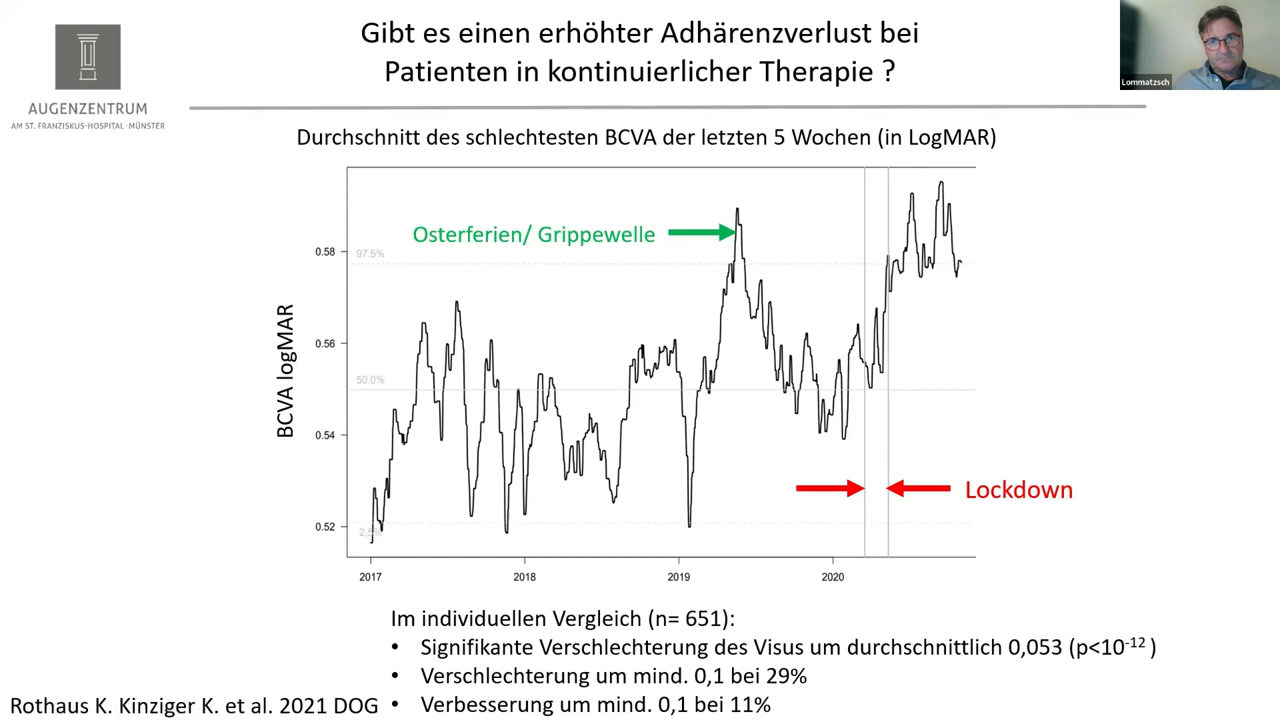 Gibt es einen erhöhter Adhärenzverlust bei
Patienten in kontinuierlicher Therapie ?
Lommatzsch
AUGENZENTRUM
AM ST. FRANZISKUS-HOSPITAL·MÜNSTER
Durchschnitt des schlechtesten BCVA der letzten 5 Wochen (in LogMAR)
Osterferien/ Grippewelle
97.5%
50.0%
2,5%
0.58
0.56
0.54
0.52
BCVA logMAR
Lockdown
2017 2018 2019 2020
Im individuellen Vergleich (n= 651):
• Signifikante Verschlechterung des Visus um durchschnittlich 0,053 (p<10⁻¹² )
• Verschlechterung um mind. 0,1 bei 29%
• Verbesserung um mind. 0,1 bei 11%
Rothaus K. Kinziger K. et al. 2021 DOG